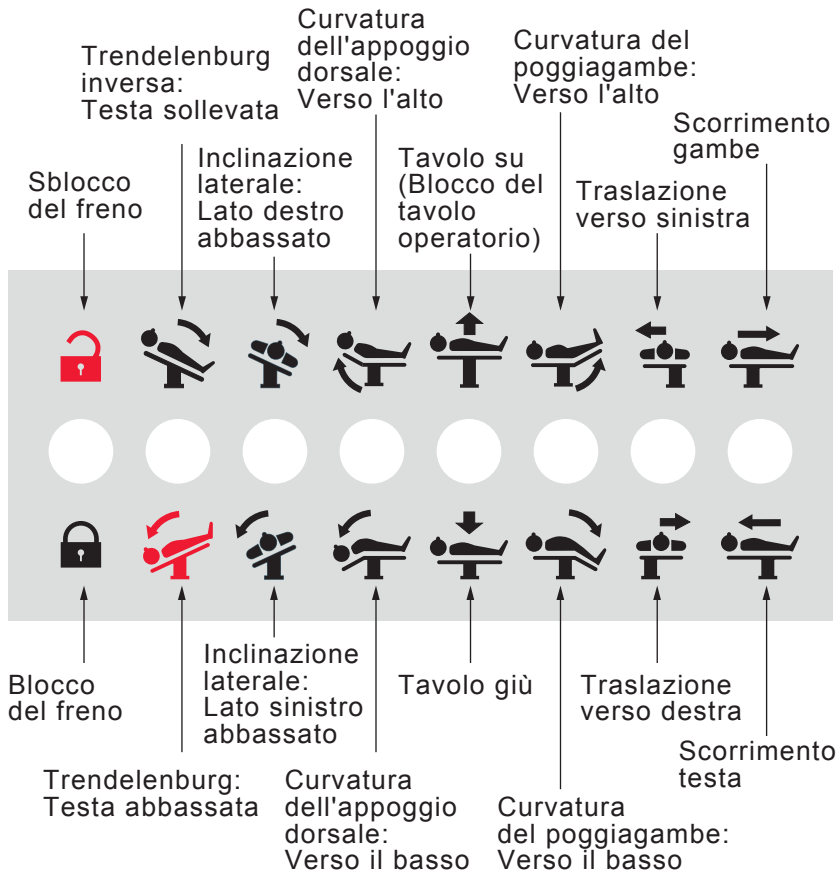 Sblocco
del freno
Trendelenburg
inversa:
Testa sollevata
Inclinazione
laterale:
Lato destro
abbassato
Curvatura
dell'appoggio
dorsale:
Verso l'alto
Tavolo su
(Blocco del
tavolo
operatorio)
Curvatura del
poggiagambe:
Verso l'alto
Traslazione
verso sinistra
Scorrimento
gambe
Blocco
del freno
Trendelenburg:
Testa abbassata
Inclinazione
laterale:
Lato sinistro
abbassato
Curvatura
dell'appoggio
dorsale:
Verso il basso
Tavolo giù
Curvatura
del poggiagambe:
Verso il basso
Traslazione
verso destra
Scorrimento
testa